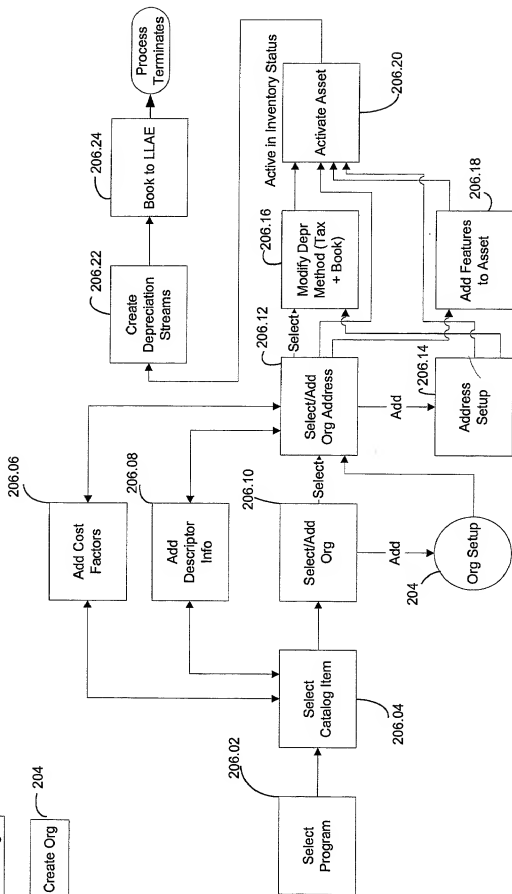 204
Create Org
206.02
Select
Program
Select
Catalog Item
206.04
206.06
Add Cost
Factors
206.08
Add
Descriptor
Info
206.10
Select/Add
Org
Select
Add
204
Org Setup
206.12
Select/Add
Org Address
Select
Add
206.14
Address
Setup
206.16
Modify Depr
Method (Tax
+ Book)
206.18
Add Features
to Asset
Active in Inventory Status
Activate Asset
206.20
206.22
Create
Depreciation
Streams
206.24
Book to LLAE
Process
Terminates